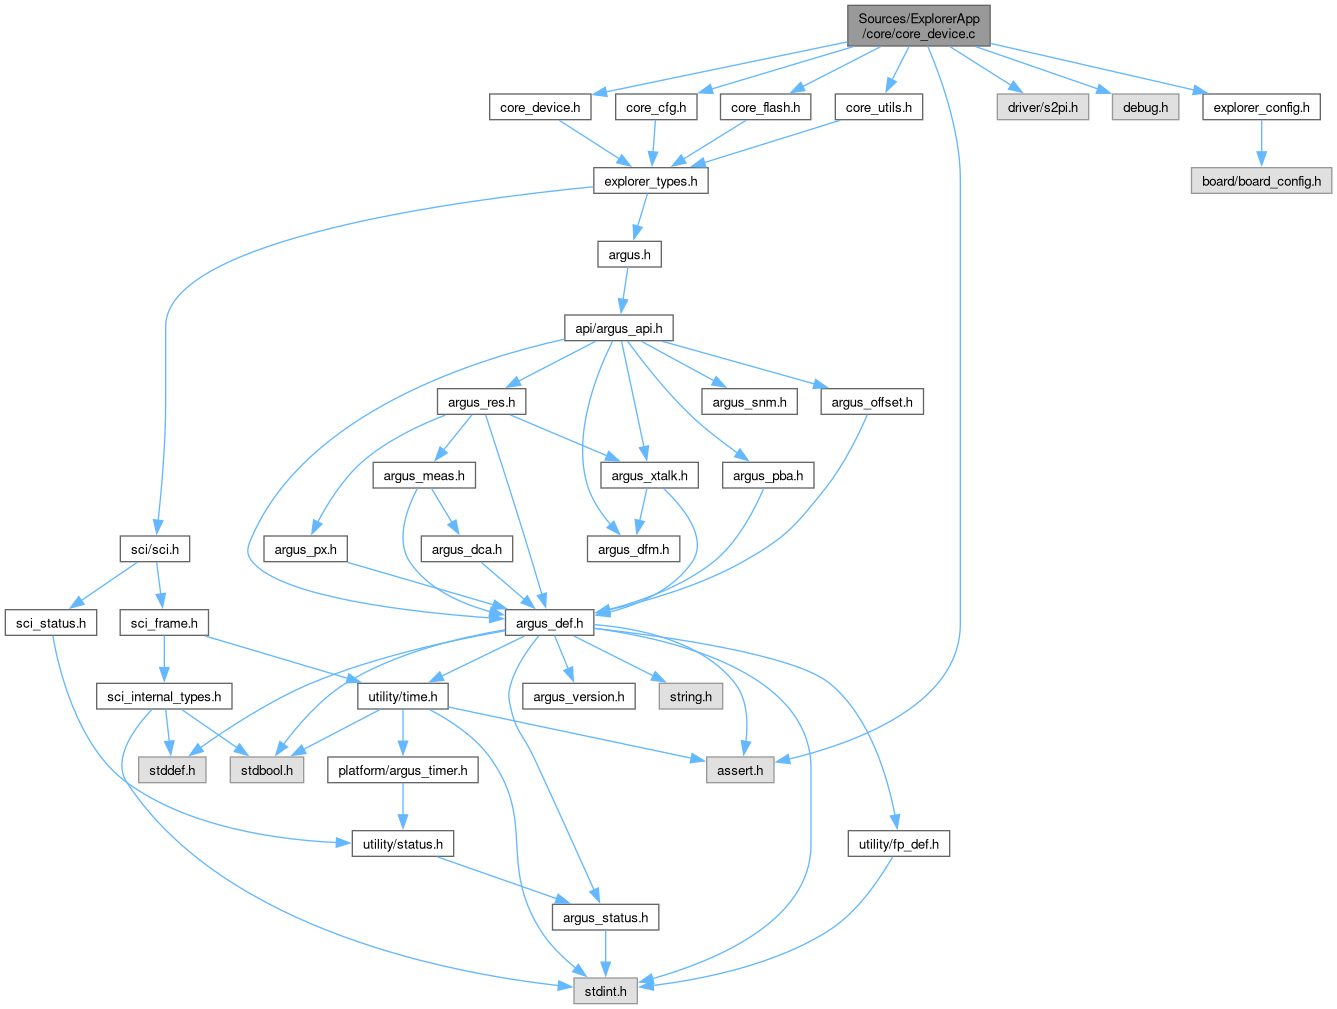 Sources/ExplorerApp
/core/core_device.c
core_device.h
core_cfg.h
core_flash.h
core_utils.h
driver/s2pi.h
debug.h
explorer_config.h
explorer_types.h
board/board_config.h
argus.h
api/argus_api.h
argus_res.h
argus_snm.h
argus_offset.h
argus_meas.h
argus_xtalk.h
argus_pba.h
sci/sci.h
argus_px.h
argus_dca.h
argus_dfm.h
sci_status.h
sci_frame.h
argus_def.h
sci_internal_types.h
utility/time.h
argus_version.h
string.h
stddef.h
stdbool.h
platform/argus_timer.h
assert.h
utility/status.h
utility/fp_def.h
argus_status.h
stdint.h